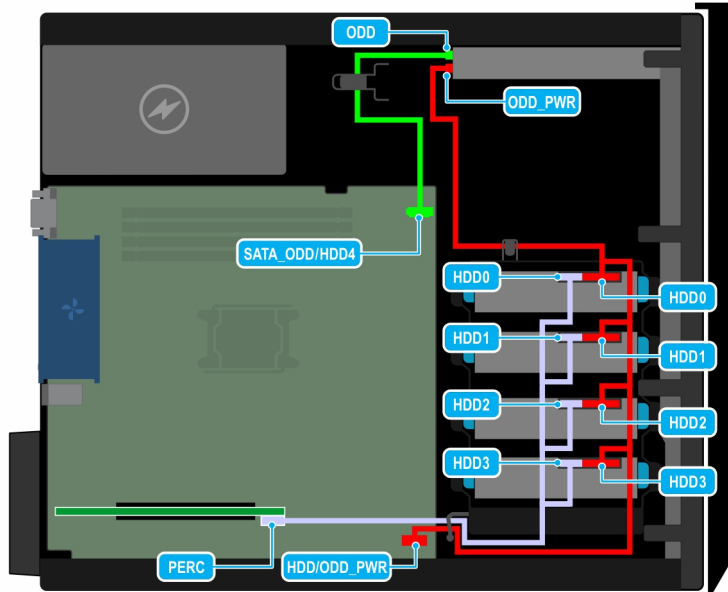 ODD
ODD_PWR
SATA_ODD/HDD4
HDD0
HDD0
HDD1
HDD1
HDD2
HDD2
HDD3
HDD3
PERC
HDD/ODD_PWR